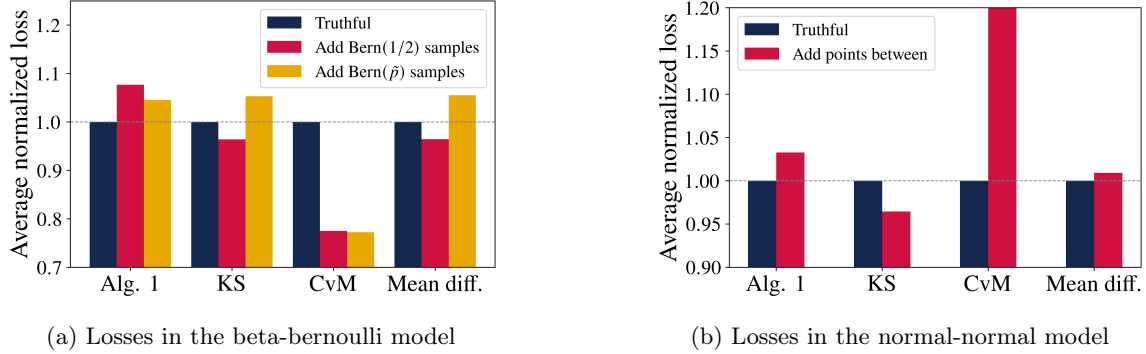 Average normalized loss
1.2
1.1
1.0
0.9
0.8
0.7
Truthful
Add Bern(1/2) samples
Add Bern(p̃) samples
Alg. 1 KS CvM Mean diff.
(a) Losses in the beta-bernoulli model
Average normalized loss
1.20
1.15
1.10
1.05
1.00
0.95
0.90
Truthful
Add points between
Alg. 1 KS CvM Mean diff.
(b) Losses in the normal-normal model